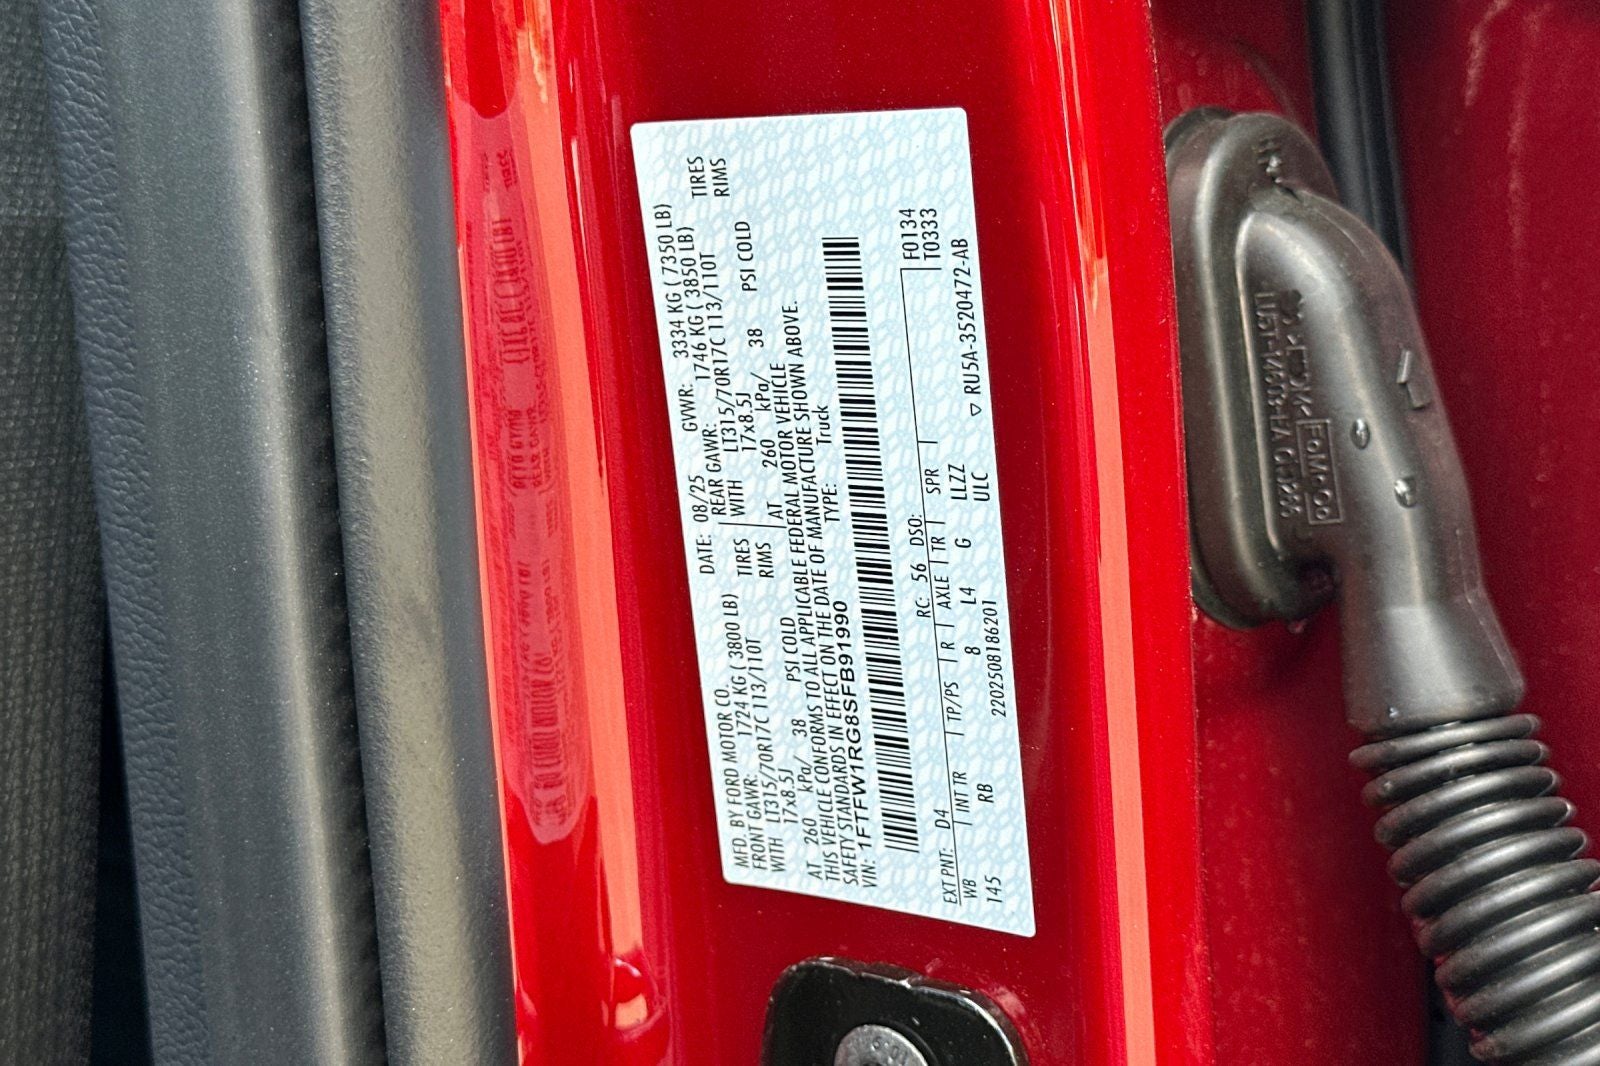 MFD. BY FORD MOTOR CO.
DATE: 08/25 GVWR: 3334 KG ( 7350 LB)
FRONT GAWR: 1724 KG ( 3800 LB) REAR GAWR: 1746 KG ( 3850 LB)
WITH LT315/70R17C 113/110T TIRES WITH LT315/70R17C 113/110T TIRES
17x8.5J RIMS 17x8.5J RIMS
AT 260 kPa/ 38 PSI COLD AT 260 kPa/ 38 PSI COLD
THIS VEHICLE CONFORMS TO ALL APPLICABLE FEDERAL MOTOR VEHICLE
SAFETY STANDARDS IN EFFECT ON THE DATE OF MANUFACTURE SHOWN ABOVE.
VIN: 1FTFW1RG8SFB91990 TYPE: Truck
EXT PNT: D4 RC: 56 DSO: F0134
WB INT TR TP/PS R AXLE TR SPR T0333
145 RB 8 L4 G LLZZ
2202508186201 ULC ▽ RU5A-3520472-AB
FoMoCo